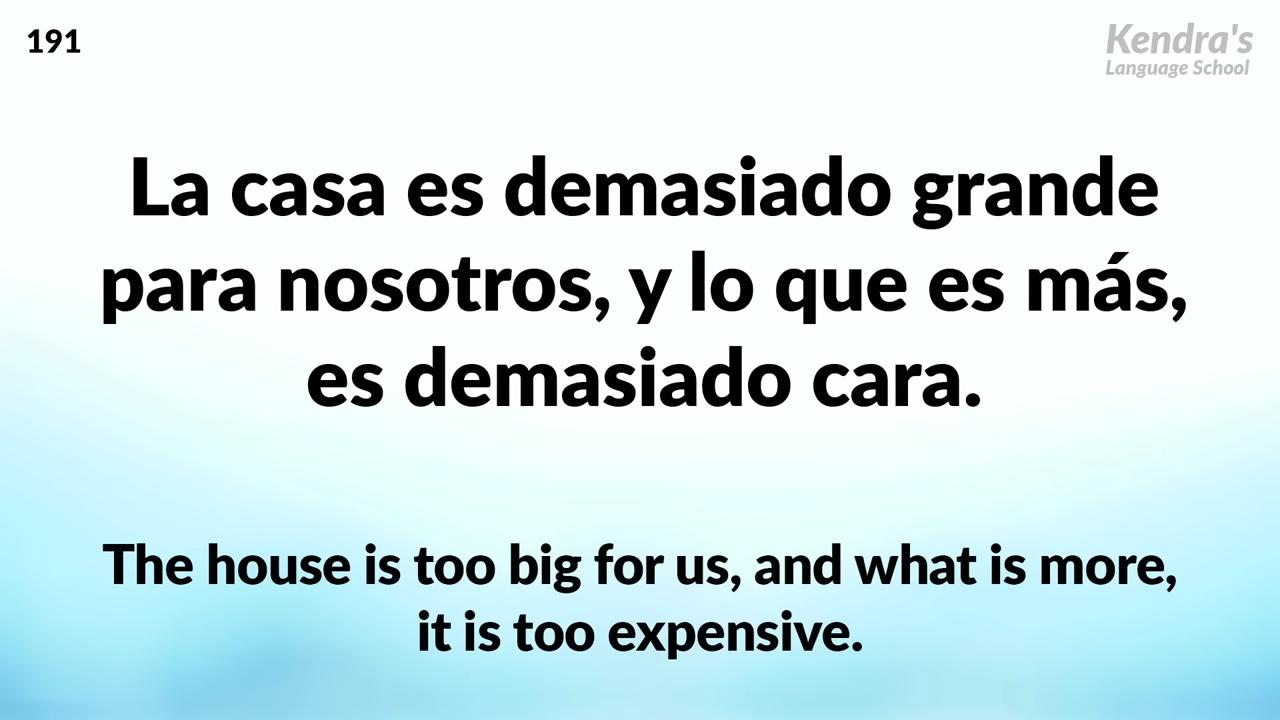 191
Kendra's
Language School
La casa es demasiado grande
para nosotros, y lo que es más,
es demasiado cara.
The house is too big for us, and what is more,
it is too expensive.